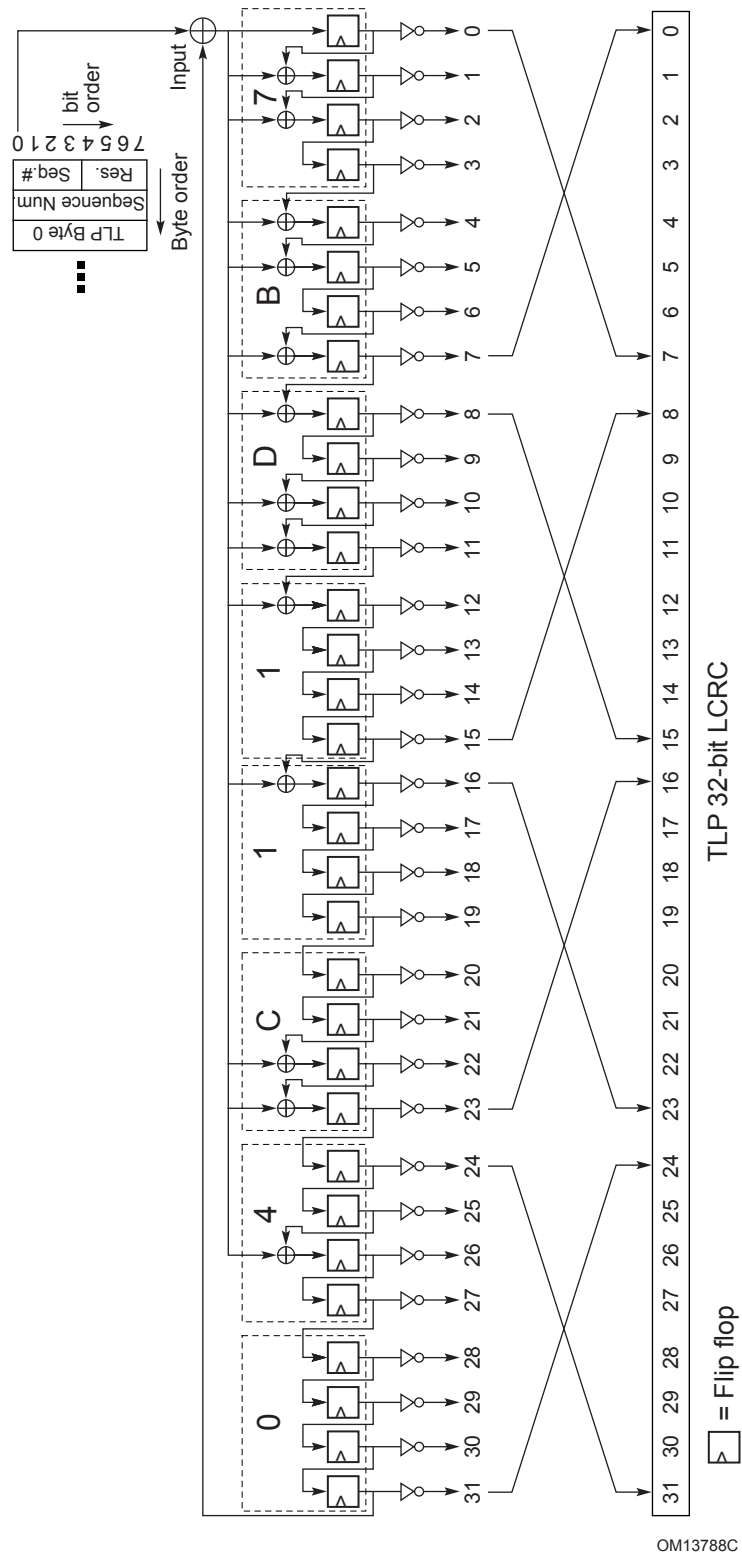 7 6 5 4 3 2 1 0
bit
order
Res. Seq.#
Sequence Num.
TLP Byte 0
Byte order
Input
0 4 C 1 1 D B 7
31 30 29 28 27 26 25 24 23 22 21 20 19 18 17 16 15 14 13 12 11 10 9 8 7 6 5 4 3 2 1 0
31 30 29 28 27 26 25 24 23 22 21 20 19 18 17 16 15 14 13 12 11 10 9 8 7 6 5 4 3 2 1 0
TLP 32-bit LCRC
= Flip flop
OM13788C